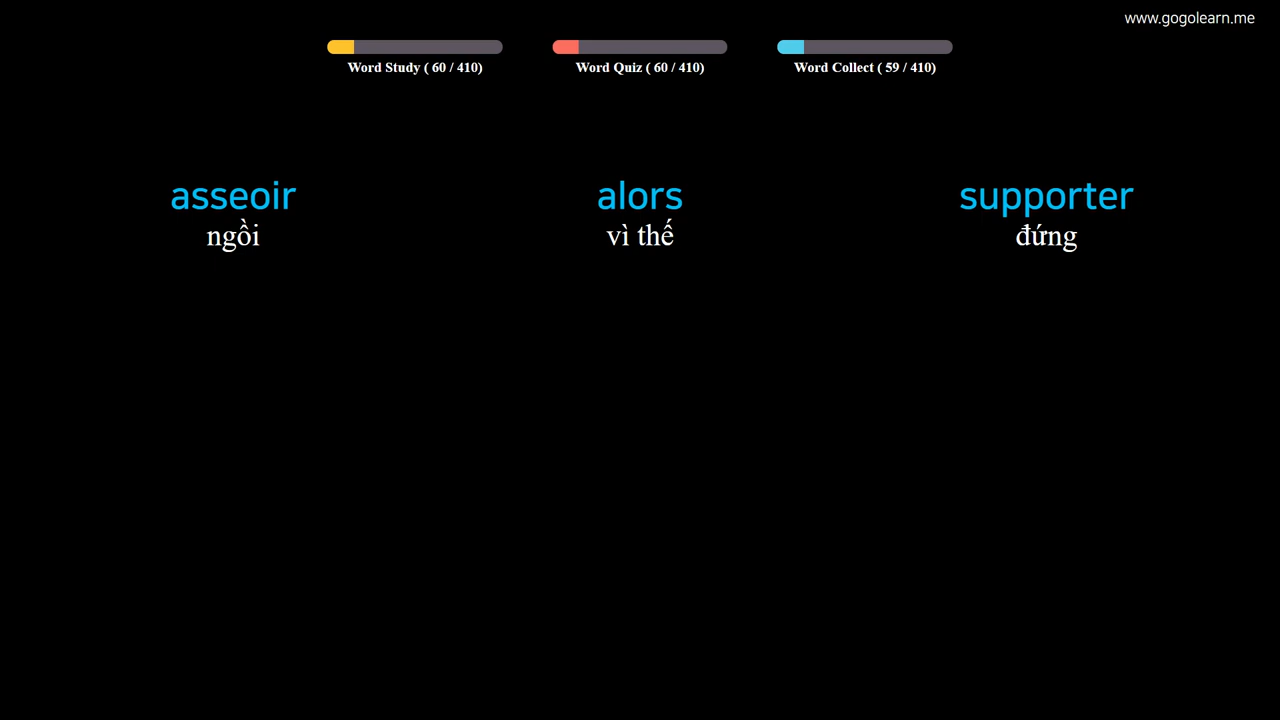 www.gogolearn.me
Word Study ( 60 / 410)
Word Quiz ( 60 / 410)
Word Collect ( 59 / 410)
asseoir
ngồi
alors
vì thế
supporter
đứng